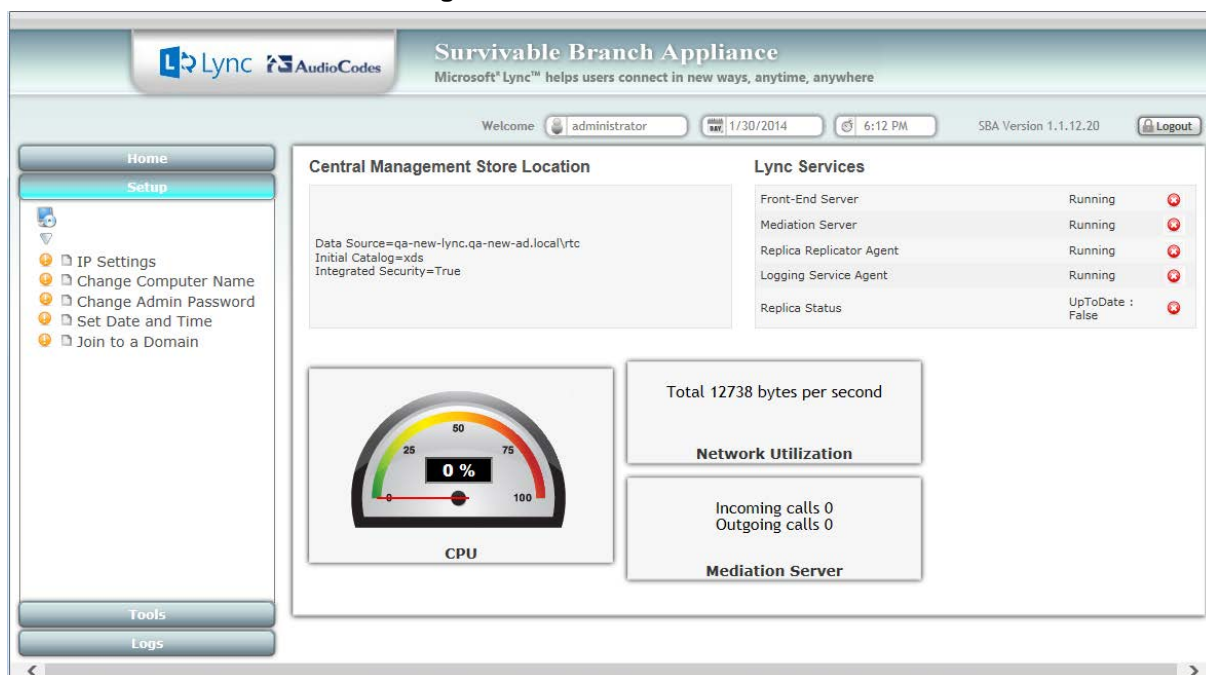 Lync AudioCodes
Survivable Branch Appliance
Microsoft® Lync™ helps users connect in new ways, anytime, anywhere
Welcome administrator 1/30/2014 6:12 PM SBA Version 1.1.12.20 Logout
Home
Setup
IP Settings
Change Computer Name
Change Admin Password
Set Date and Time
Join to a Domain
Tools
Logs
Central Management Store Location
Data Source=qa-new-lync.qa-new-ad.local\rtc
Initial Catalog=xds
Integrated Security=True
Lync Services
Front-End Server Running
Mediation Server Running
Replica Replicator Agent Running
Logging Service Agent Running
Replica Status UpToDate :
False
0
25
50
75
100
0 %
CPU
Total 12738 bytes per second
Network Utilization
Incoming calls 0
Outgoing calls 0
Mediation Server